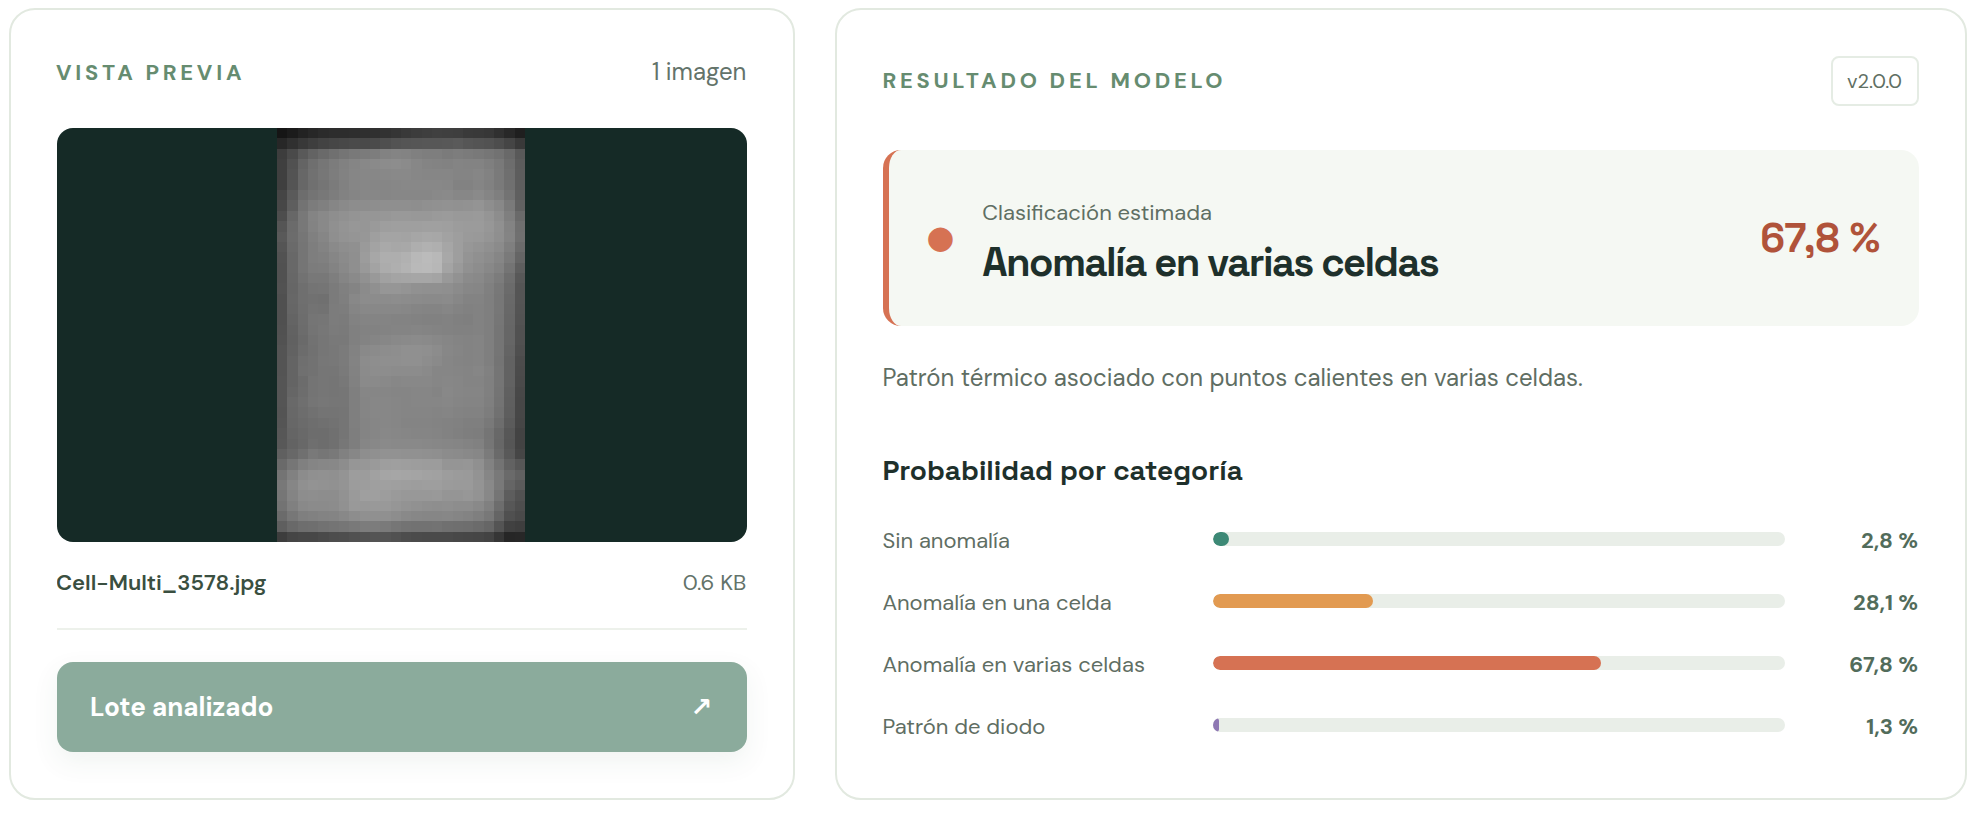 VISTA PREVIA
1 imagen
Cell-Multi_3578.jpg
0.6 KB
Lote analizado ↗
RESULTADO DEL MODELO
v2.0.0
Clasificación estimada
Anomalía en varias celdas
67,8 %
Patrón térmico asociado con puntos calientes en varias celdas.
Probabilidad por categoría
Sin anomalía 2,8 %
Anomalía en una celda 28,1 %
Anomalía en varias celdas 67,8 %
Patrón de diodo 1,3 %